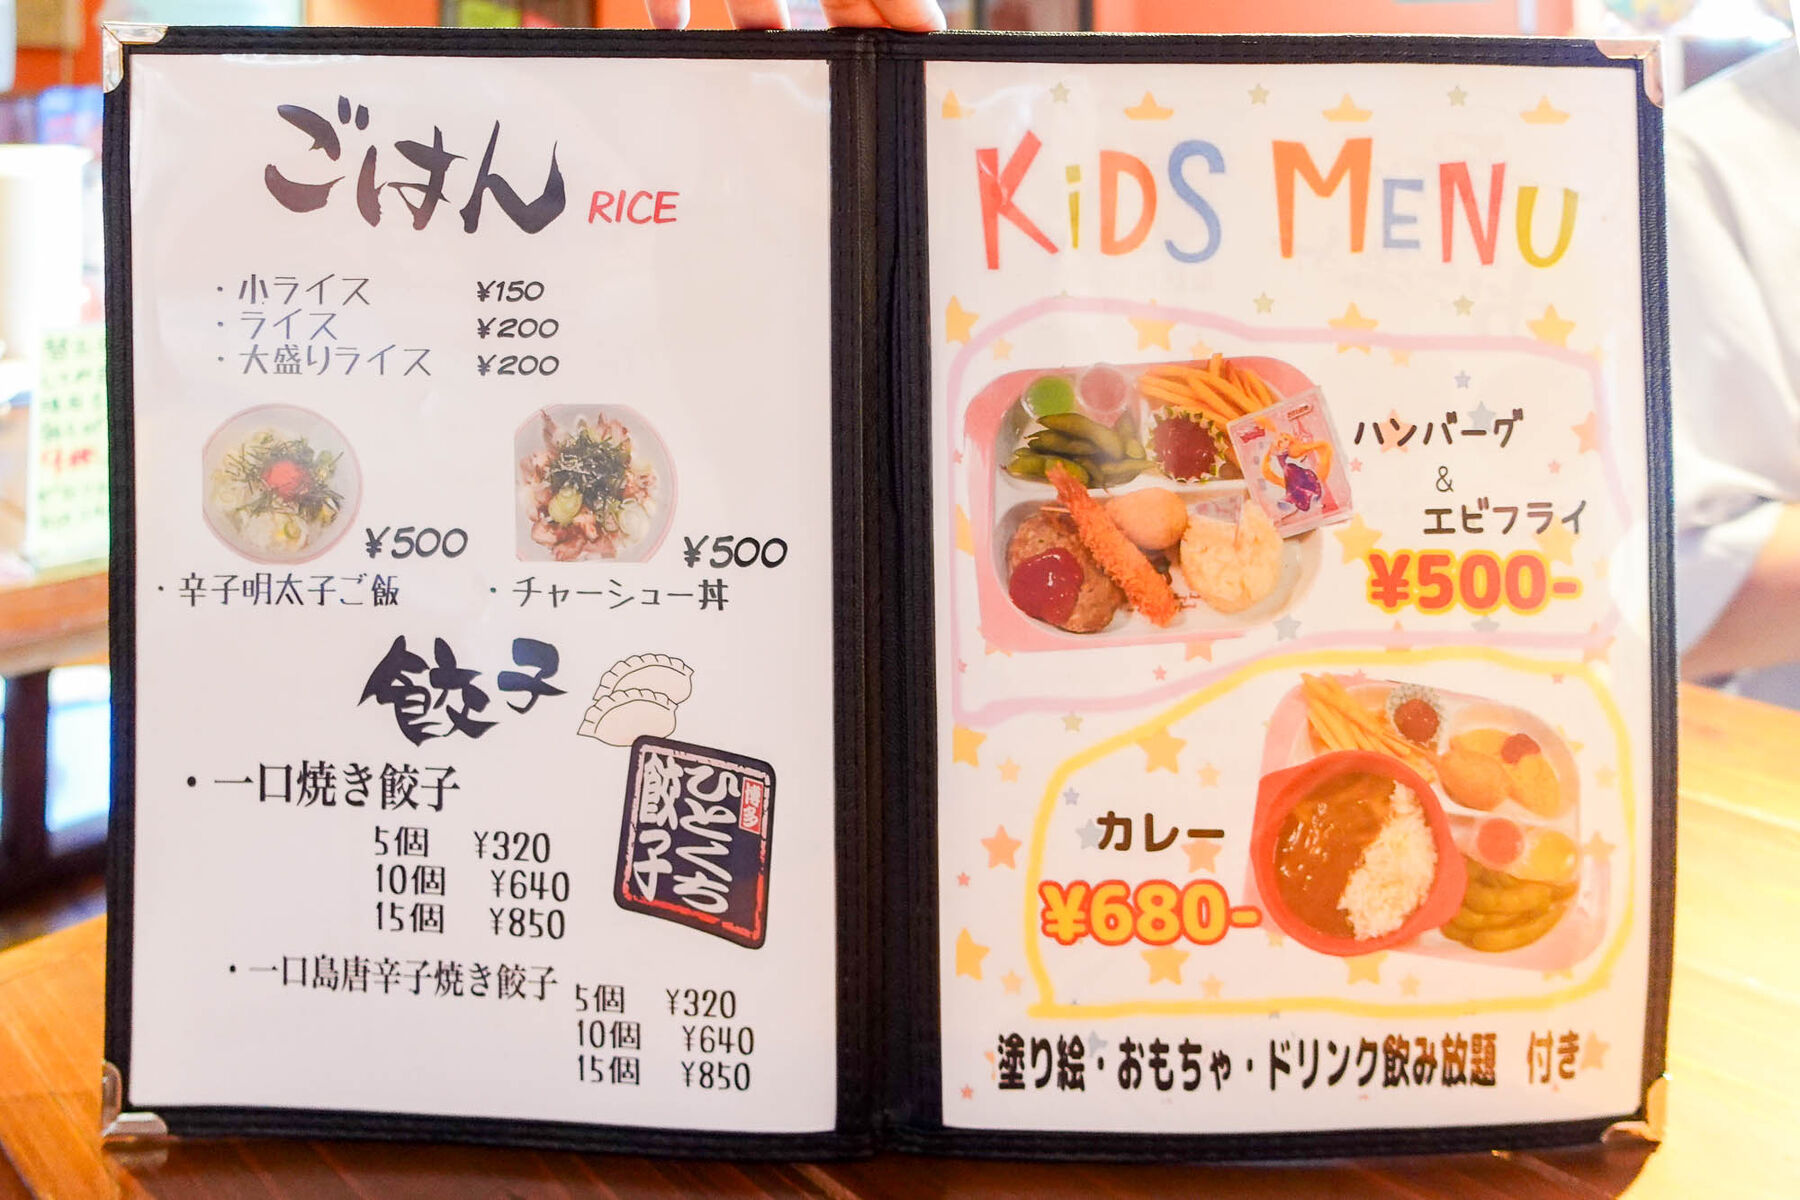 ごはん RICE
・小ライス ¥150
・ライス ¥200
・大盛りライス ¥200
¥500
・辛子明太子ご飯
¥500
・チャーシュー丼
餃子
博多
ひとくち
餃子
・一口焼き餃子
5個 ¥320
10個 ¥640
15個 ¥850
・一口島唐辛子焼き餃子
5個 ¥320
10個 ¥640
15個 ¥850
KiDS MENU
ハンバーグ
&
エビフライ
¥500-
カレー
¥680-
塗り絵・おもちゃ・ドリンク飲み放題 付き